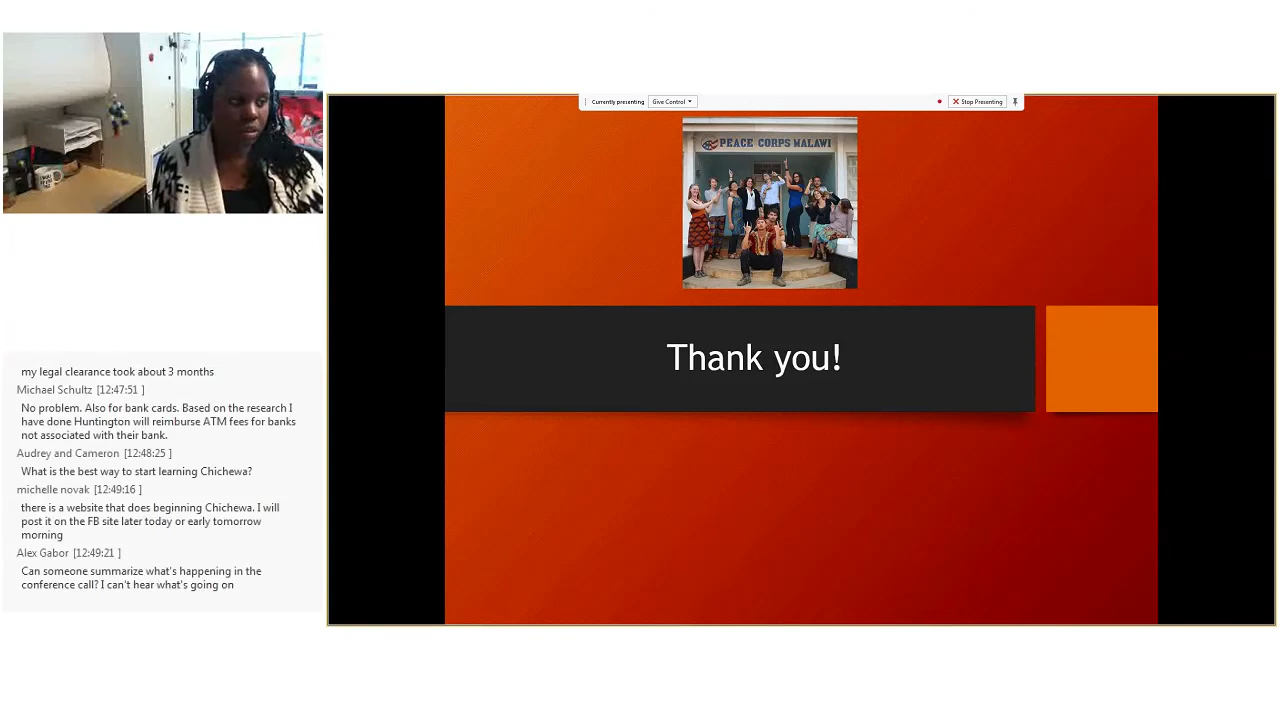 Currently presenting
Give Control
Stop Presenting
PEACE CORPS MALAWI
Thank you!
my legal clearance took about 3 months
Michael Schultz [12:47:51 ]
No problem. Also for bank cards. Based on the research I
have done Huntington will reimburse ATM fees for banks
not associated with their bank.
Audrey and Cameron [12:48:25 ]
What is the best way to start learning Chichewa?
michelle novak [12:49:16 ]
there is a website that does beginning Chichewa. I will
post it on the FB site later today or early tomorrow
morning
Alex Gabor [12:49:21 ]
Can someone summarize what's happening in the
conference call? I can't hear what's going on